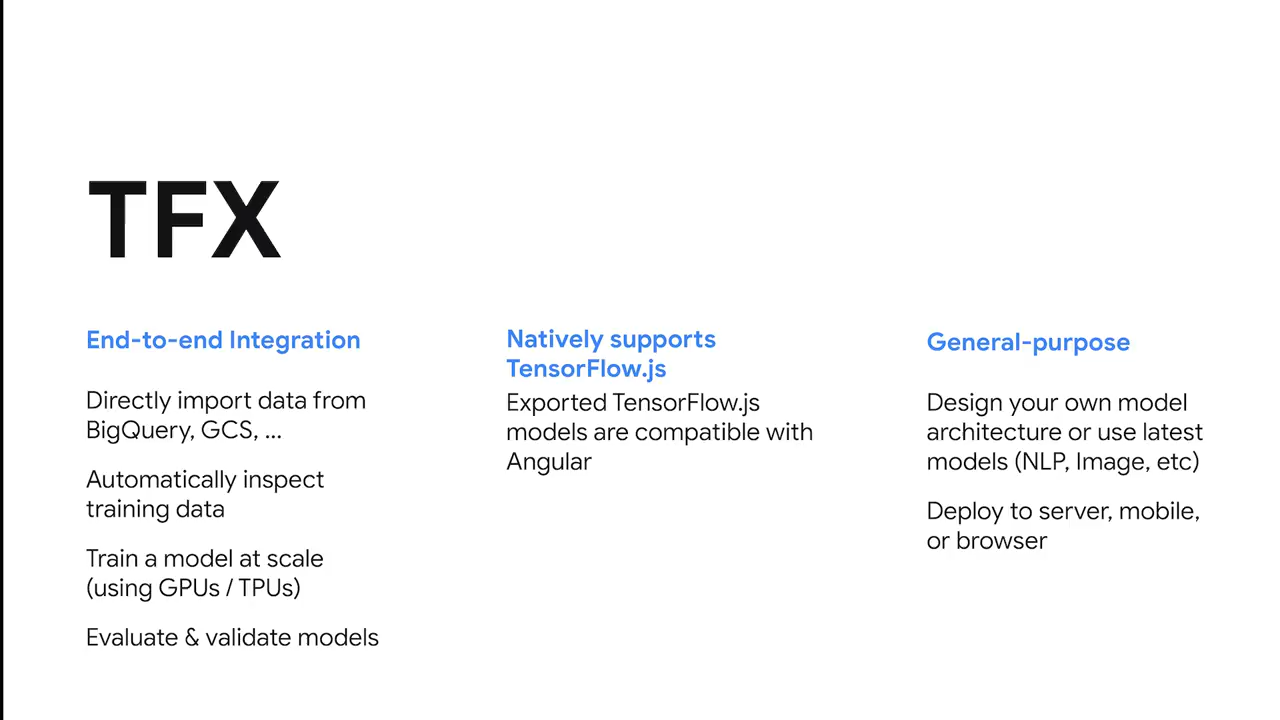 TFX
End-to-end Integration
Directly import data from
BigQuery, GCS, ...
Automatically inspect
training data
Train a model at scale
(using GPUs / TPUs)
Evaluate & validate models
Natively supports
TensorFlow.js
Exported TensorFlow.js
models are compatible with
Angular
General-purpose
Design your own model
architecture or use latest
models (NLP, Image, etc)
Deploy to server, mobile,
or browser